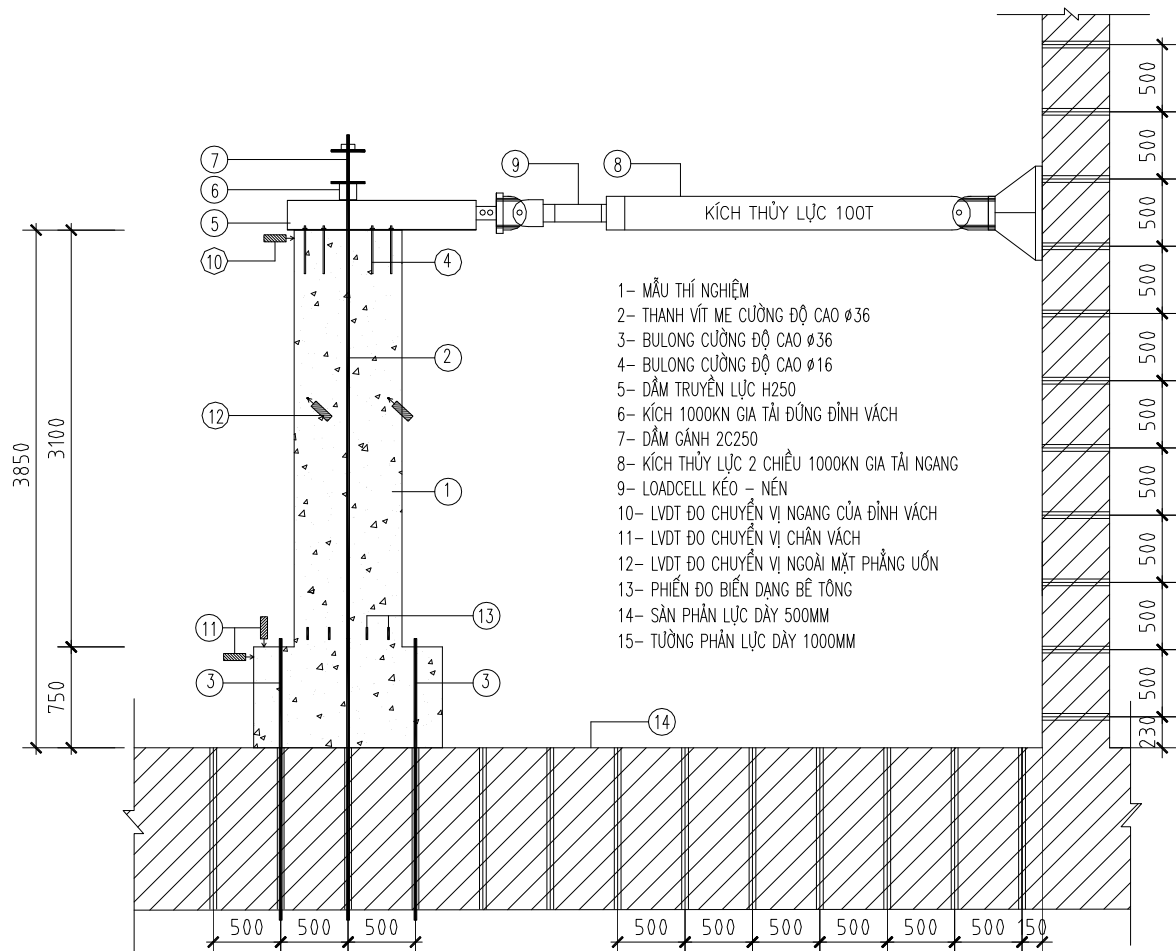 7
6
5
10
4
2
12
1
11
13
3
3
14
9
8
KÍCH THỦY LỰC 100T
1- MẪU THÍ NGHIỆM
2- THANH VÍT ME CƯỜNG ĐỘ CAO ø36
3- BULONG CƯỜNG ĐỘ CAO ø36
4- BULONG CƯỜNG ĐỘ CAO ø16
5- DẦM TRUYỀN LỰC H250
6- KÍCH 1000KN GIA TẢI ĐỨNG ĐỈNH VÁCH
7- DẦM GÁNH 2C250
8- KÍCH THỦY LỰC 2 CHIỀU 1000KN GIA TẢI NGANG
9- LOADCELL KÉO - NÉN
10- LVDT ĐO CHUYỂN VỊ NGANG CỦA ĐỈNH VÁCH
11- LVDT ĐO CHUYỂN VỊ CHÂN VÁCH
12- LVDT ĐO CHUYỂN VỊ NGOÀI MẶT PHẲNG UỐN
13- PHIẾN ĐO BIẾN DẠNG BÊ TÔNG
14- SÀN PHẢN LỰC DÀY 500MM
15- TƯỜNG PHẢN LỰC DÀY 1000MM
3850
3100
750
500
500
500
500
500
500
500
500
500
500
230
500
500
500
500
500
500
500
500
500
150